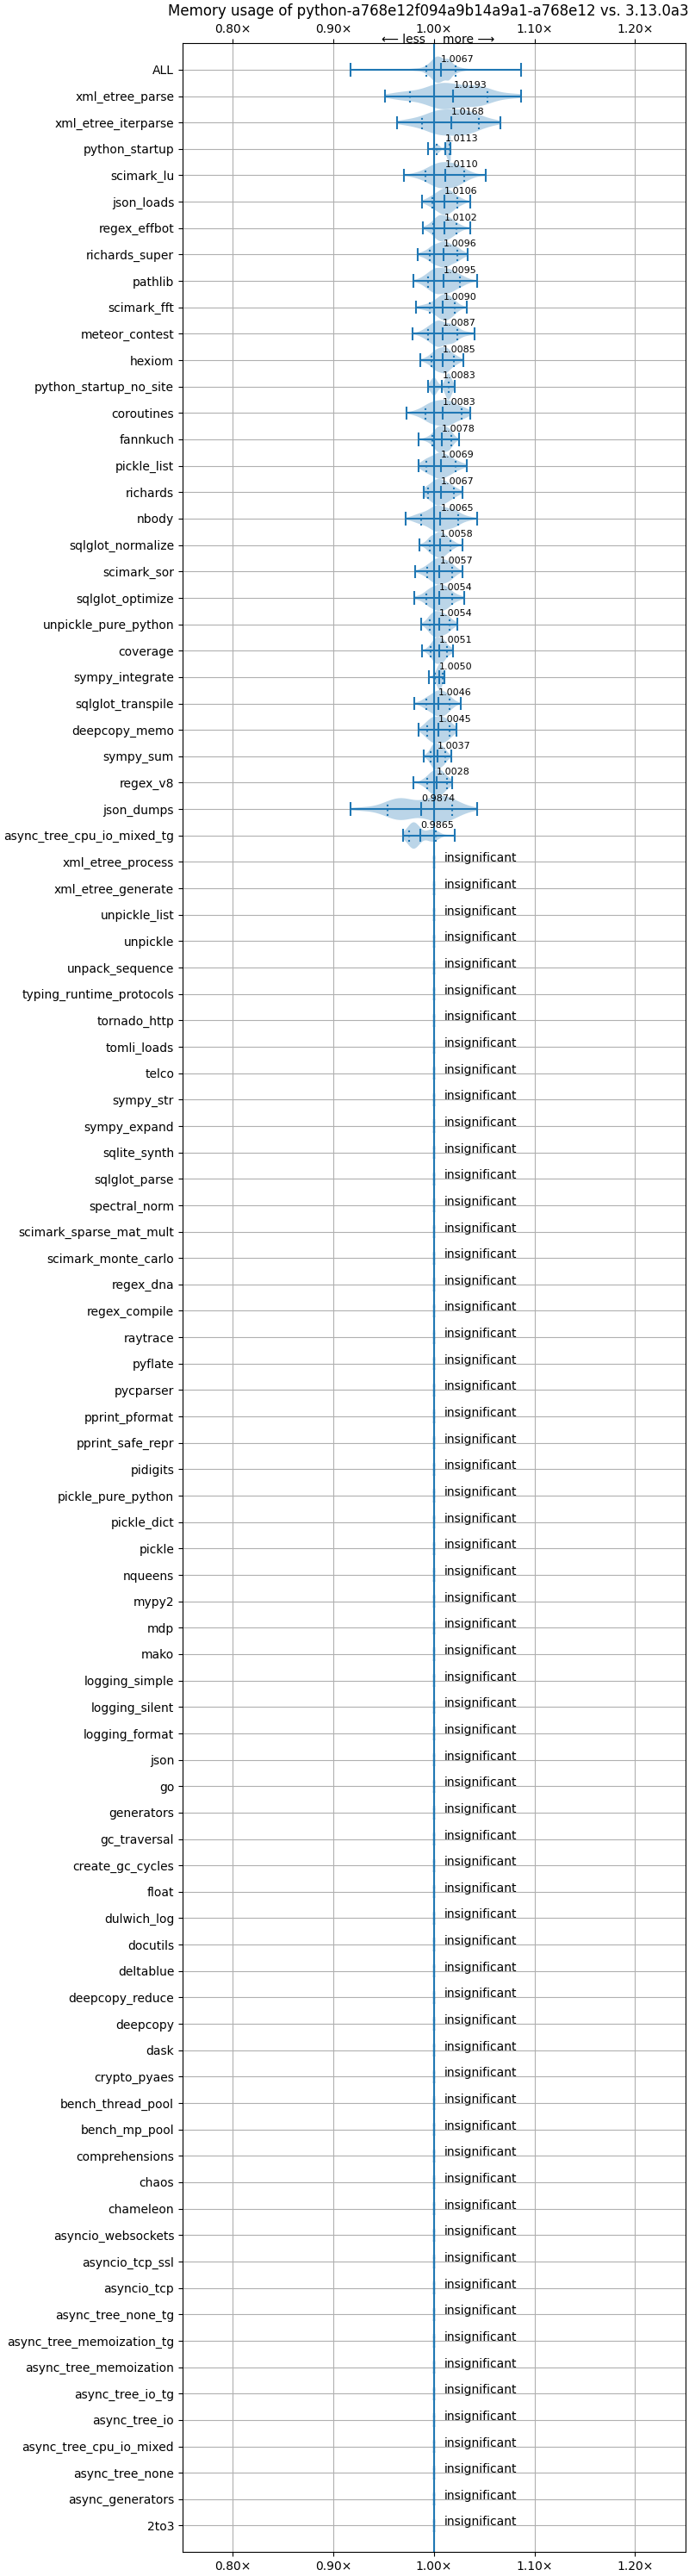 Memory usage of python-a768e12f094a9b14a9a1-a768e12 vs. 3.13.0a3
0.80× 0.90× 1.00× 1.10× 1.20×
⟵ less more ⟶
ALL 1.0067
xml_etree_parse 1.0193
xml_etree_iterparse 1.0168
python_startup 1.0113
scimark_lu 1.0110
json_loads 1.0106
regex_effbot 1.0102
richards_super 1.0096
pathlib 1.0095
scimark_fft 1.0090
meteor_contest 1.0087
hexiom 1.0085
python_startup_no_site 1.0083
coroutines 1.0083
fannkuch 1.0078
pickle_list 1.0069
richards 1.0067
nbody 1.0065
sqlglot_normalize 1.0058
scimark_sor 1.0057
sqlglot_optimize 1.0054
unpickle_pure_python 1.0054
coverage 1.0051
sympy_integrate 1.0050
sqlglot_transpile 1.0046
deepcopy_memo 1.0045
sympy_sum 1.0037
regex_v8 1.0028
json_dumps 0.9874
async_tree_cpu_io_mixed_tg 0.9865
xml_etree_process insignificant
xml_etree_generate insignificant
unpickle_list insignificant
unpickle insignificant
unpack_sequence insignificant
typing_runtime_protocols insignificant
tornado_http insignificant
tomli_loads insignificant
telco insignificant
sympy_str insignificant
sympy_expand insignificant
sqlite_synth insignificant
sqlglot_parse insignificant
spectral_norm insignificant
scimark_sparse_mat_mult insignificant
scimark_monte_carlo insignificant
regex_dna insignificant
regex_compile insignificant
raytrace insignificant
pyflate insignificant
pycparser insignificant
pprint_pformat insignificant
pprint_safe_repr insignificant
pidigits insignificant
pickle_pure_python insignificant
pickle_dict insignificant
pickle insignificant
nqueens insignificant
mypy2 insignificant
mdp insignificant
mako insignificant
logging_simple insignificant
logging_silent insignificant
logging_format insignificant
json insignificant
go insignificant
generators insignificant
gc_traversal insignificant
create_gc_cycles insignificant
float insignificant
dulwich_log insignificant
docutils insignificant
deltablue insignificant
deepcopy_reduce insignificant
deepcopy insignificant
dask insignificant
crypto_pyaes insignificant
bench_thread_pool insignificant
bench_mp_pool insignificant
comprehensions insignificant
chaos insignificant
chameleon insignificant
asyncio_websockets insignificant
asyncio_tcp_ssl insignificant
asyncio_tcp insignificant
async_tree_none_tg insignificant
async_tree_memoization_tg insignificant
async_tree_memoization insignificant
async_tree_io_tg insignificant
async_tree_io insignificant
async_tree_cpu_io_mixed insignificant
async_tree_none insignificant
async_generators insignificant
2to3 insignificant
0.80× 0.90× 1.00× 1.10× 1.20×